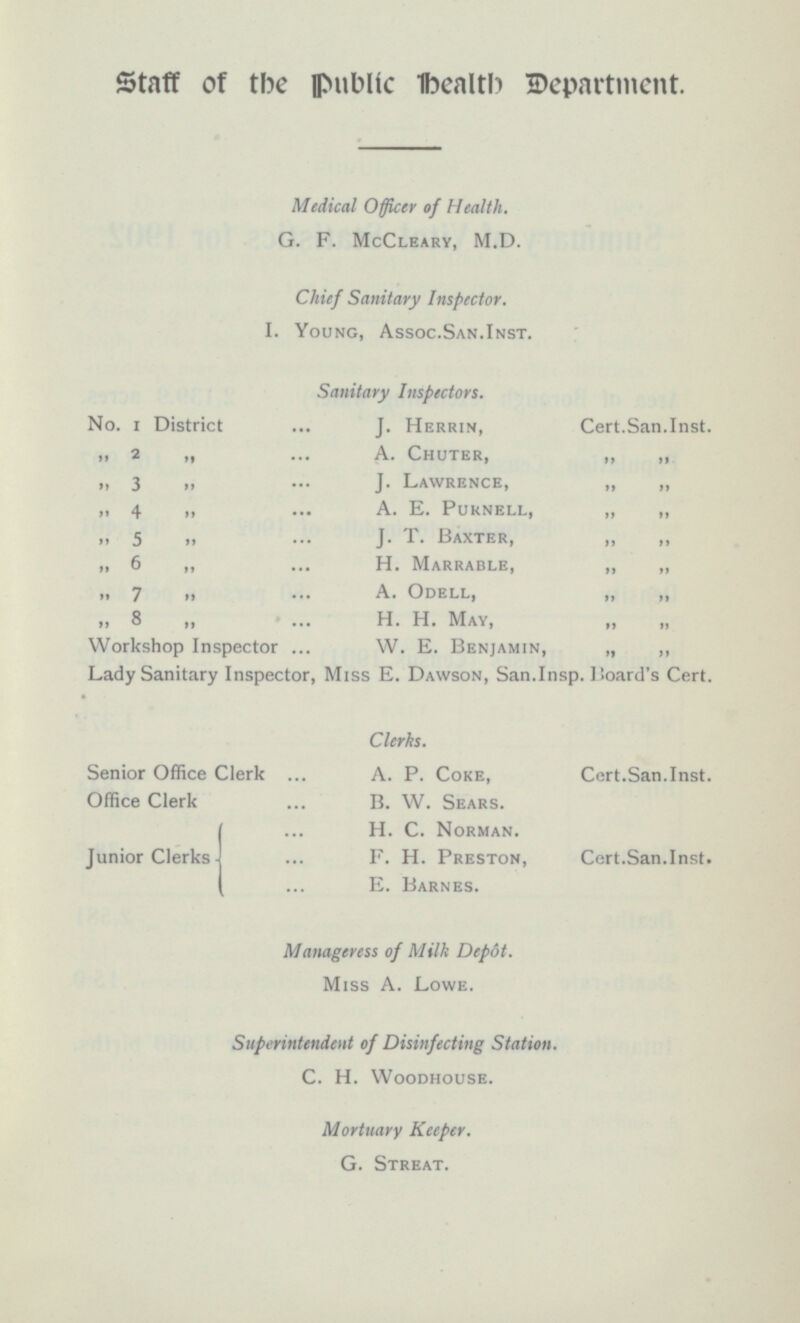 Staff of the Public Health Department.
Medical Officer of Health.
G. F. McCleary, M.D.
Chief Sanitary Inspector.
I. Young, Assoc.San.Inst.
Sanitary Inspectors.
No. 1 District ... J. Herrin, Cert.San.Inst.
„ 2 „ ... A. Chuter, „ „
„ 3 „ ... J. Lawrence, „ „
„ 4 „ ... A. E. Purnell, „ „
„ 5 „ ... J. T. Baxter, „ „
„ 6 „ ... H. Marrable, „ „
„ 7 „ ... A. Odell, „ „
„ 8 „ ... H. H. May, „ „
Workshop Inspector ... W. E. Benjamin, „ „
Lady Sanitary Inspector, Miss E. Dawson, San.Insp. Board's Cert.
Clerks.
Senior Office Clerk ... A. P. Coke, Cert.San.Inst.
Office Clerk ... B. W. Sears.
... H. C. Norman.
Junior Clerks ... F. H. Preston, Cert.San.Inst.
... E. Barnes.
Manageress of Milk Depôt.
Miss A. Lowe.
Superintendent of Disinfecting Station.
C. H. Woodhouse.
Mortuary Keeper.
G. Streat.